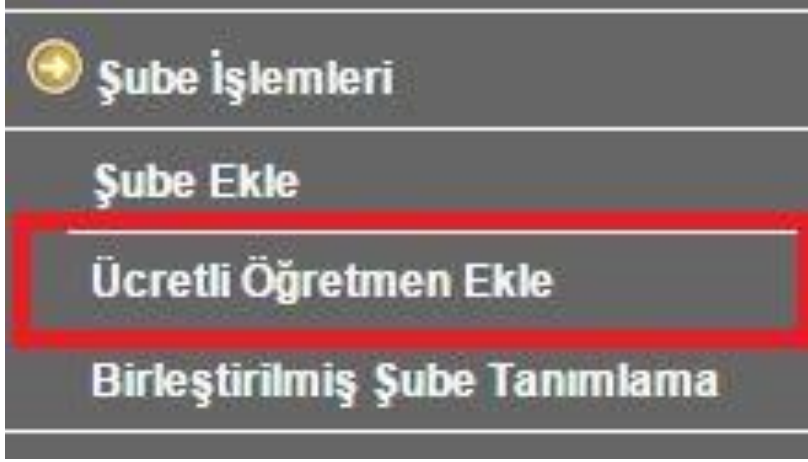 Şube İşlemleri
Şube Ekle
Ücretli Öğretmen Ekle
Birleştirilmiş Şube Tanımlama